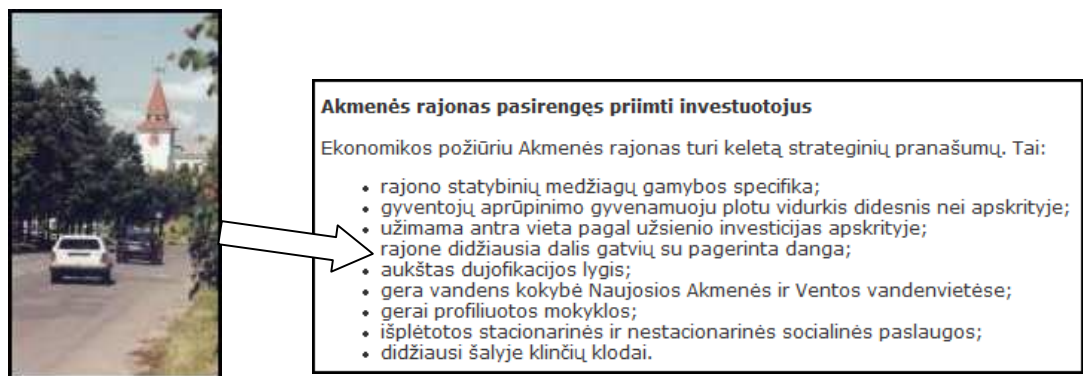 Akmenės rajonas pasirengęs priimti investuotojus
Ekonomikos požiūriu Akmenės rajonas turi keletą strateginių pranašumų. Tai:
• rajono statybinių medžiagų gamybos specifika;
• gyventojų aprūpinimo gyvenamuoju plotu vidurkis didesnis nei apskrityje;
• užimama antra vieta pagal užsienio investicijas apskrityje;
rajone didžiausia dalis gatvių su pagerinta danga;
• aukštas dujofikacijos lygis;
• gera vandens kokybė Naujosios Akmenės ir Ventos vandenvietėse;
• gerai profiliuotos mokyklos;
• išplėtotos stacionarinės ir nestacionarinės socialinės paslaugos;
• didžiausi šalyje klinčių klodai.